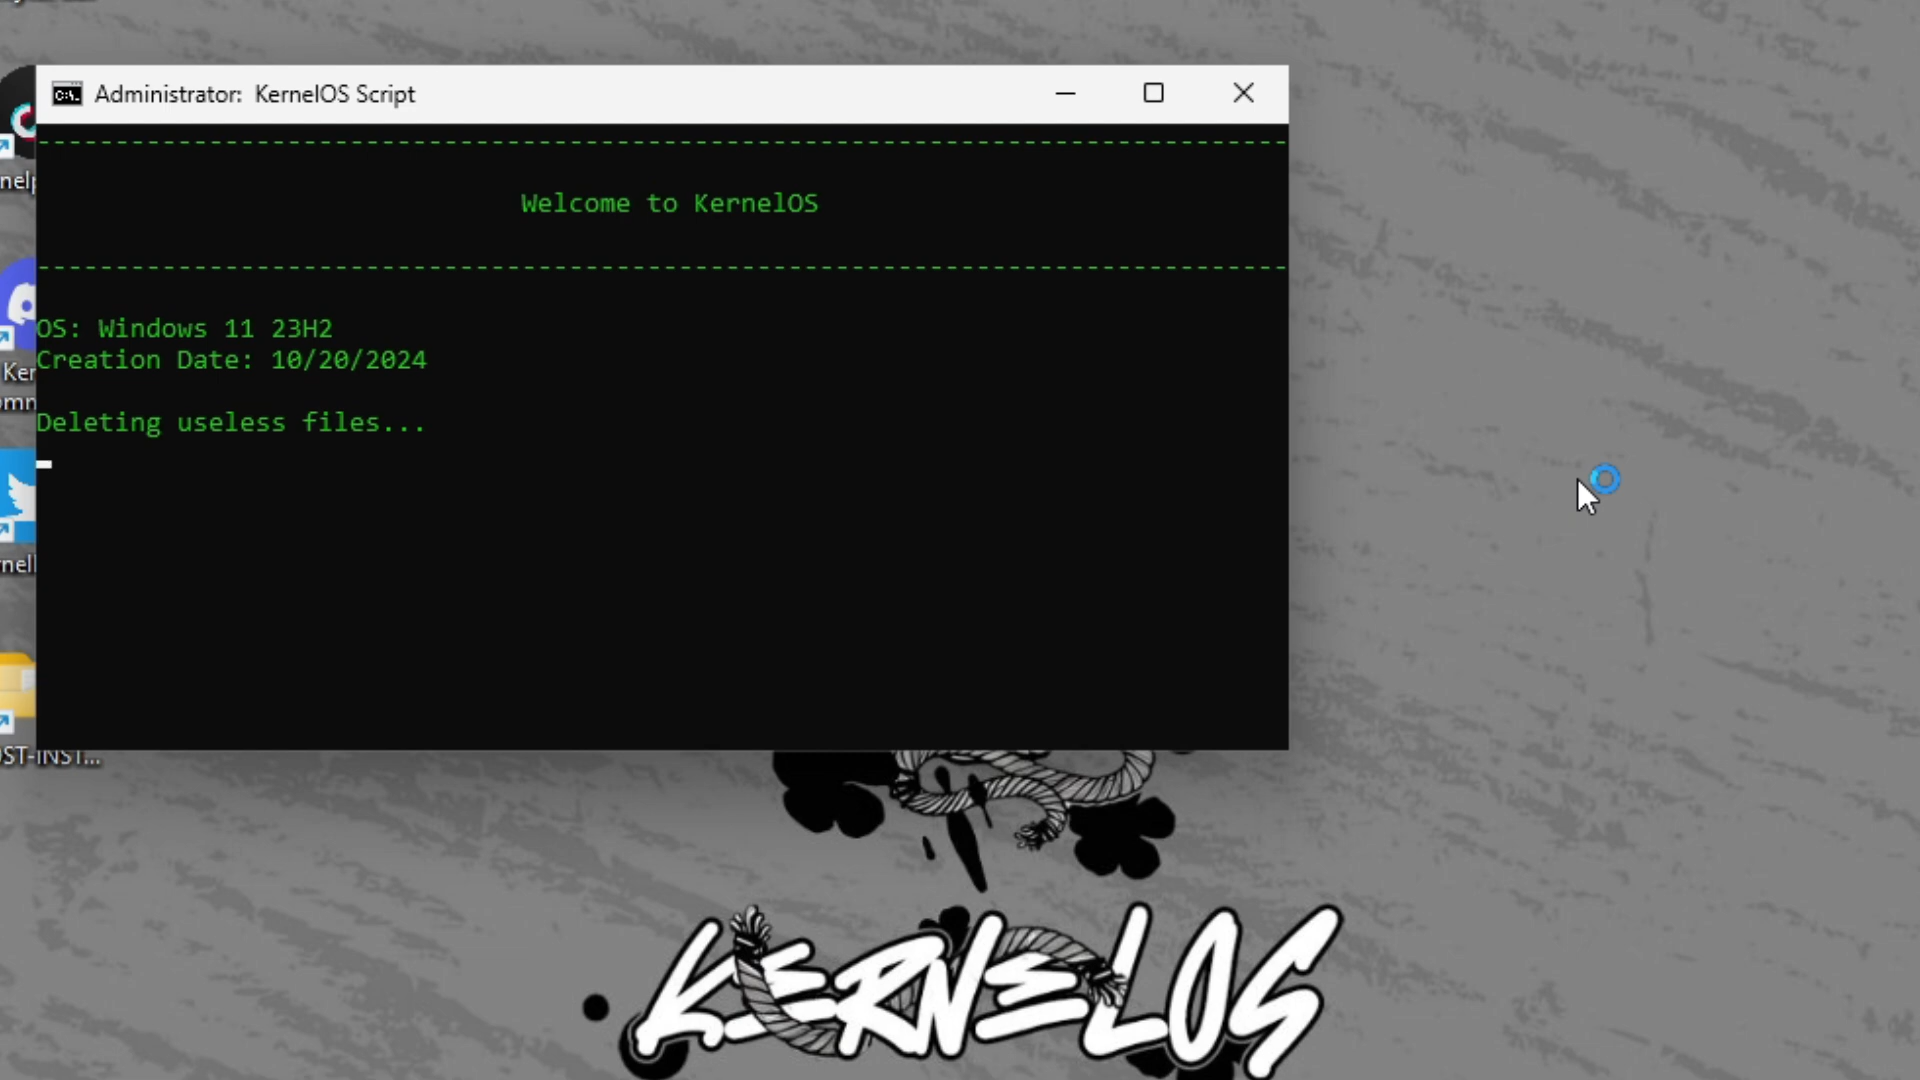 Administrator: KernelOS Script
--------------------------------------------------------------------------------
Welcome to KernelOS
--------------------------------------------------------------------------------
OS: Windows 11 23H2
Creation Date: 10/20/2024
Deleting useless files...
KERNELOS